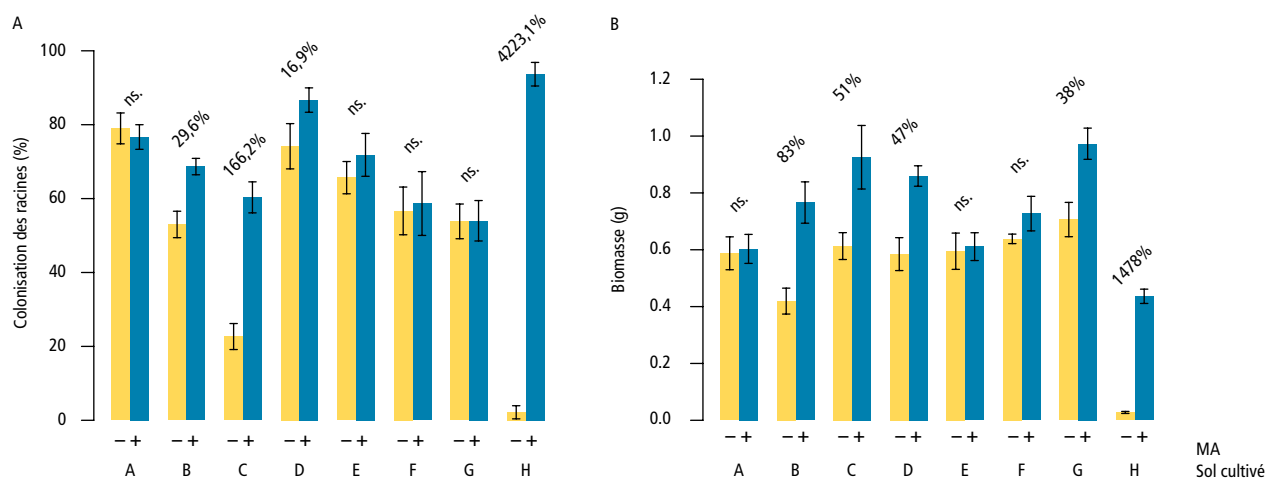 A
Colonisation des racines (%)
100
80
60
40
20
0
ns.
29,6%
166,2%
16,9%
ns.
ns.
ns.
4223,1%
– + – + – + – + – + – + – + – +
A B C D E F G H
B
Biomasse (g)
1.2
1.0
0.8
0.6
0.4
0.2
0.0
ns.
83%
51%
47%
ns.
ns.
38%
1478%
– + – + – + – + – + – + – + – + MA
A B C D E F G H Sol cultivé